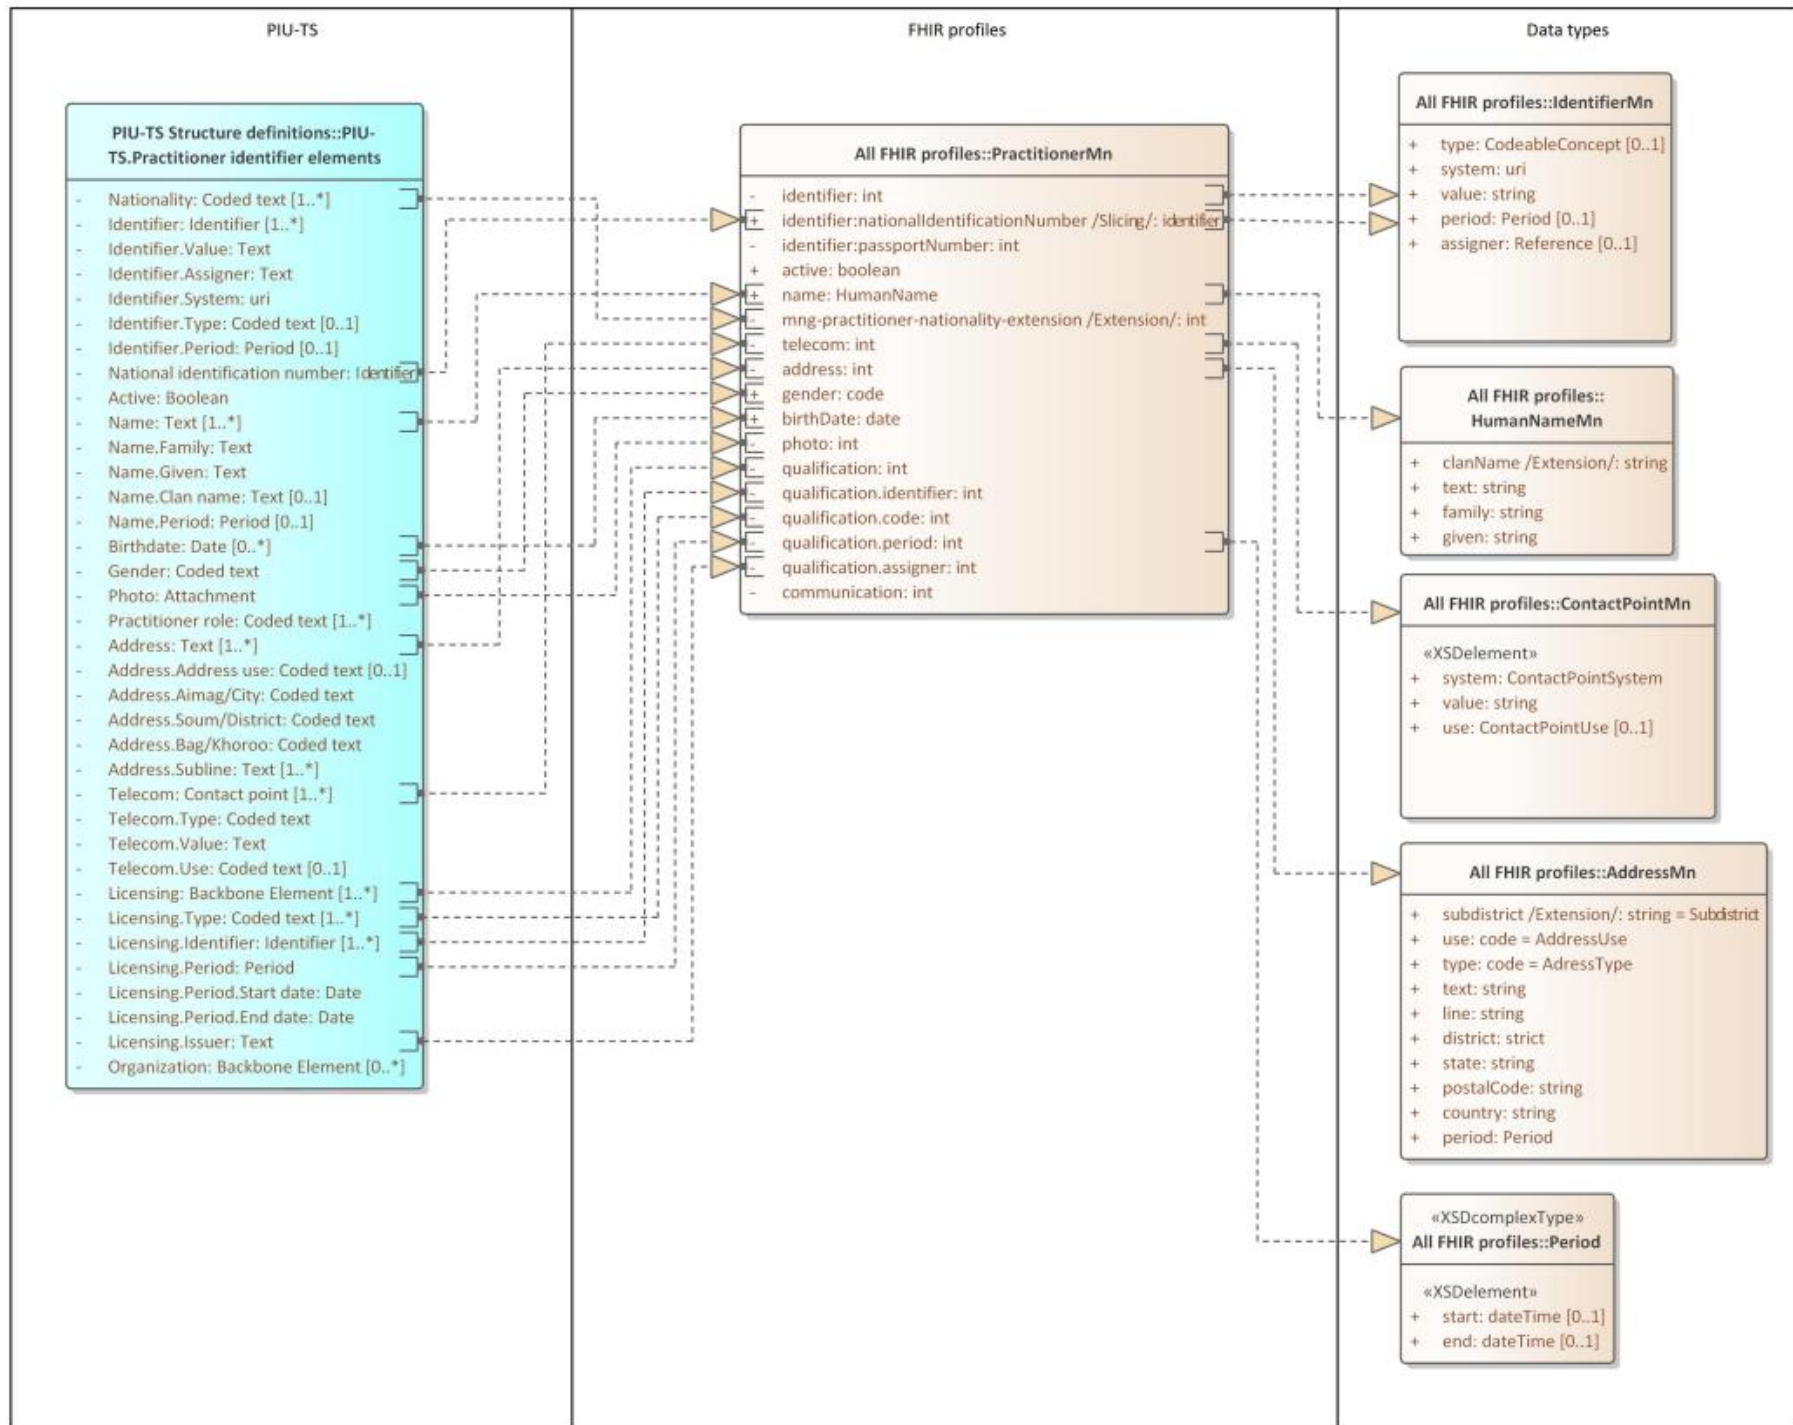 PIU-TS
FHIR profiles
Data types
PIU-TS Structure definitions::PIU-
TS.Practitioner identifier elements
- Nationality: Coded text [1..*]
- Identifier: Identifier [1..*]
- Identifier.Value: Text
- Identifier.Assigner: Text
- Identifier.System: uri
- Identifier.Type: Coded text [0..1]
- Identifier.Period: Period [0..1]
- National identification number: Identifier
- Active: Boolean
- Name: Text [1..*]
- Name.Family: Text
- Name.Given: Text
- Name.Clan name: Text [0..1]
- Name.Period: Period [0..1]
- Birthdate: Date [0..*]
- Gender: Coded text
- Photo: Attachment
- Practitioner role: Coded text [1..*]
- Address: Text [1..*]
- Address.Address use: Coded text [0..1]
- Address.Aimag/City: Coded text
- Address.Soum/District: Coded text
- Address.Bag/Khoroo: Coded text
- Address.Subline: Text [1..*]
- Telecom: Contact point [1..*]
- Telecom.Type: Coded text
- Telecom.Value: Text
- Telecom.Use: Coded text [0..1]
- Licensing: Backbone Element [1..*]
- Licensing.Type: Coded text [1..*]
- Licensing.Identifier: Identifier [1..*]
- Licensing.Period: Period
- Licensing.Period.Start date: Date
- Licensing.Period.End date: Date
- Licensing.Issuer: Text
- Organization: Backbone Element [0..*]
All FHIR profiles::PractitionerMn
- identifier: int
+ identifier:nationalIdentificationNumber /Slicing/: identifier
- identifier:passportNumber: int
+ active: boolean
+ name: HumanName
- mng-practitioner-nationality-extension /Extension/: int
- telecom: int
- address: int
+ gender: code
+ birthDate: date
- photo: int
- qualification: int
- qualification.identifier: int
- qualification.code: int
- qualification.period: int
- qualification.assigner: int
- communication: int
All FHIR profiles::IdentifierMn
+ type: CodeableConcept [0..1]
+ system: uri
+ value: string
+ period: Period [0..1]
+ assigner: Reference [0..1]
All FHIR profiles::
HumanNameMn
+ clanName /Extension/: string
+ text: string
+ family: string
+ given: string
All FHIR profiles::ContactPointMn
«XSDelement»
+ system: ContactPointSystem
+ value: string
+ use: ContactPointUse [0..1]
All FHIR profiles::AddressMn
+ subdistrict /Extension/: string = Subdistrict
+ use: code = AddressUse
+ type: code = AdressType
+ text: string
+ line: string
+ district: strict
+ state: string
+ postalCode: string
+ country: string
+ period: Period
«XSDcomplexType»
All FHIR profiles::Period
«XSDelement»
+ start: dateTime [0..1]
+ end: dateTime [0..1]